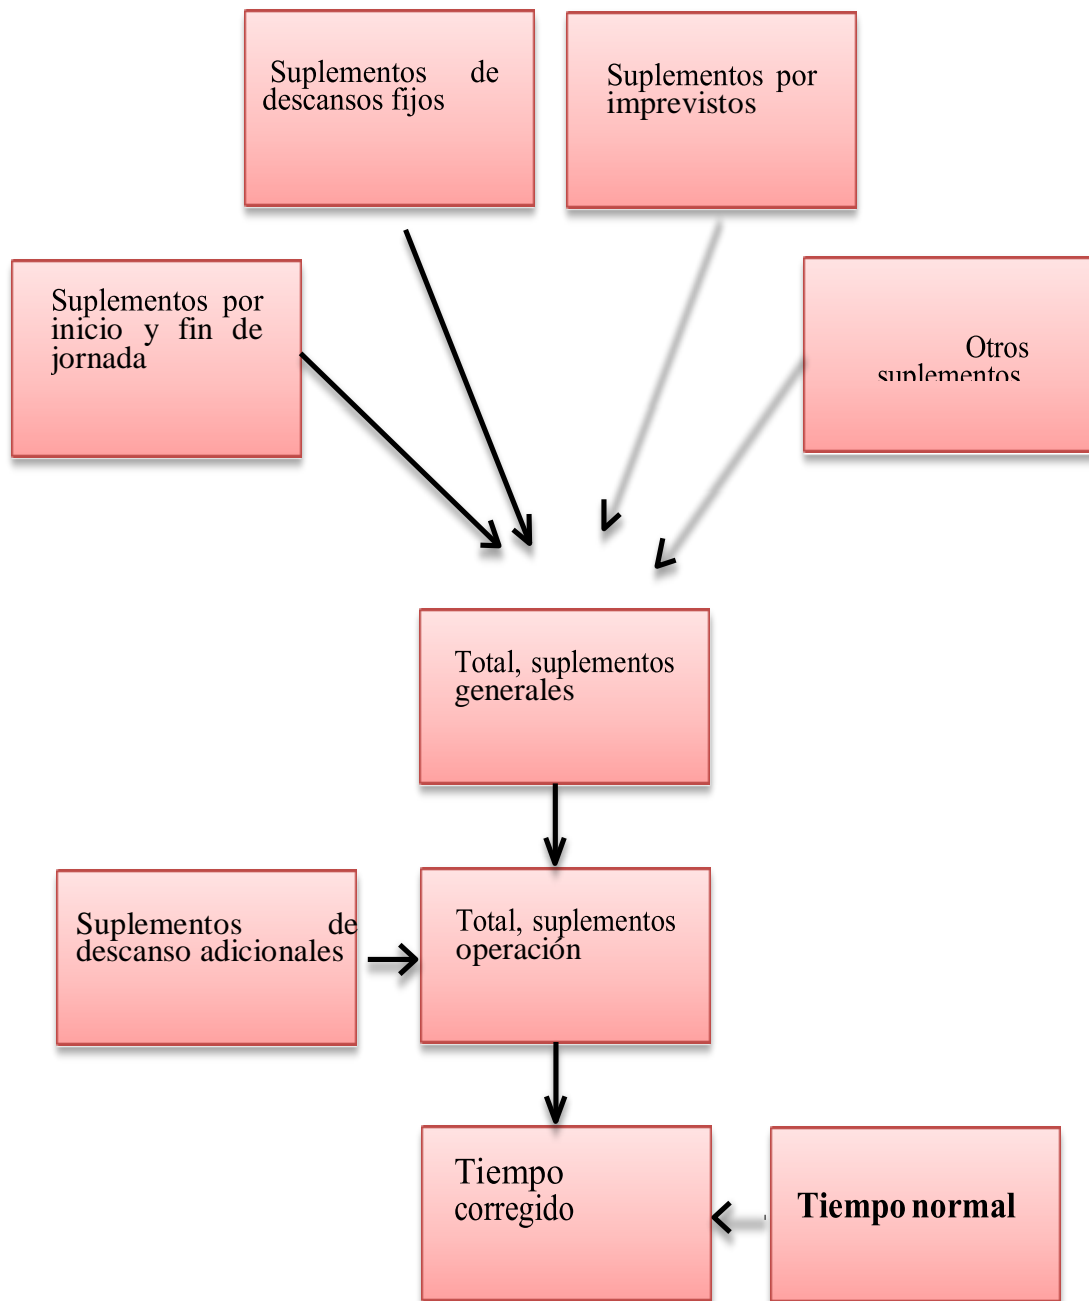 Suplementos de
descansos fijos
Suplementos por
imprevistos
Suplementos por
inicio y fin de
jornada
Otros
suplementos
Total, suplementos
generales
Suplementos de
descanso adicionales
Total, suplementos
operación
Tiempo
corregido
Tiempo normal